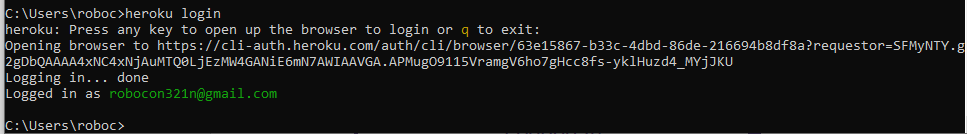 C:\Users\roboc>heroku login
heroku: Press any key to open up the browser to login or q to exit:
Opening browser to https://cli-auth.heroku.com/auth/cli/browser/63e15867-b33c-4dbd-86de-216694b8df8a?requestor=SFMyNTY.g
2gDbQAAAA4xNC4xNjAuMTQ0LjEzMW4GANiE6mN7AWIAAVGA.APMugO9115VramgV6ho7gHcc8fs-yklHuzd4_MYjJKU
Logging in... done
Logged in as robocon321n@gmail.com
C:\Users\roboc>